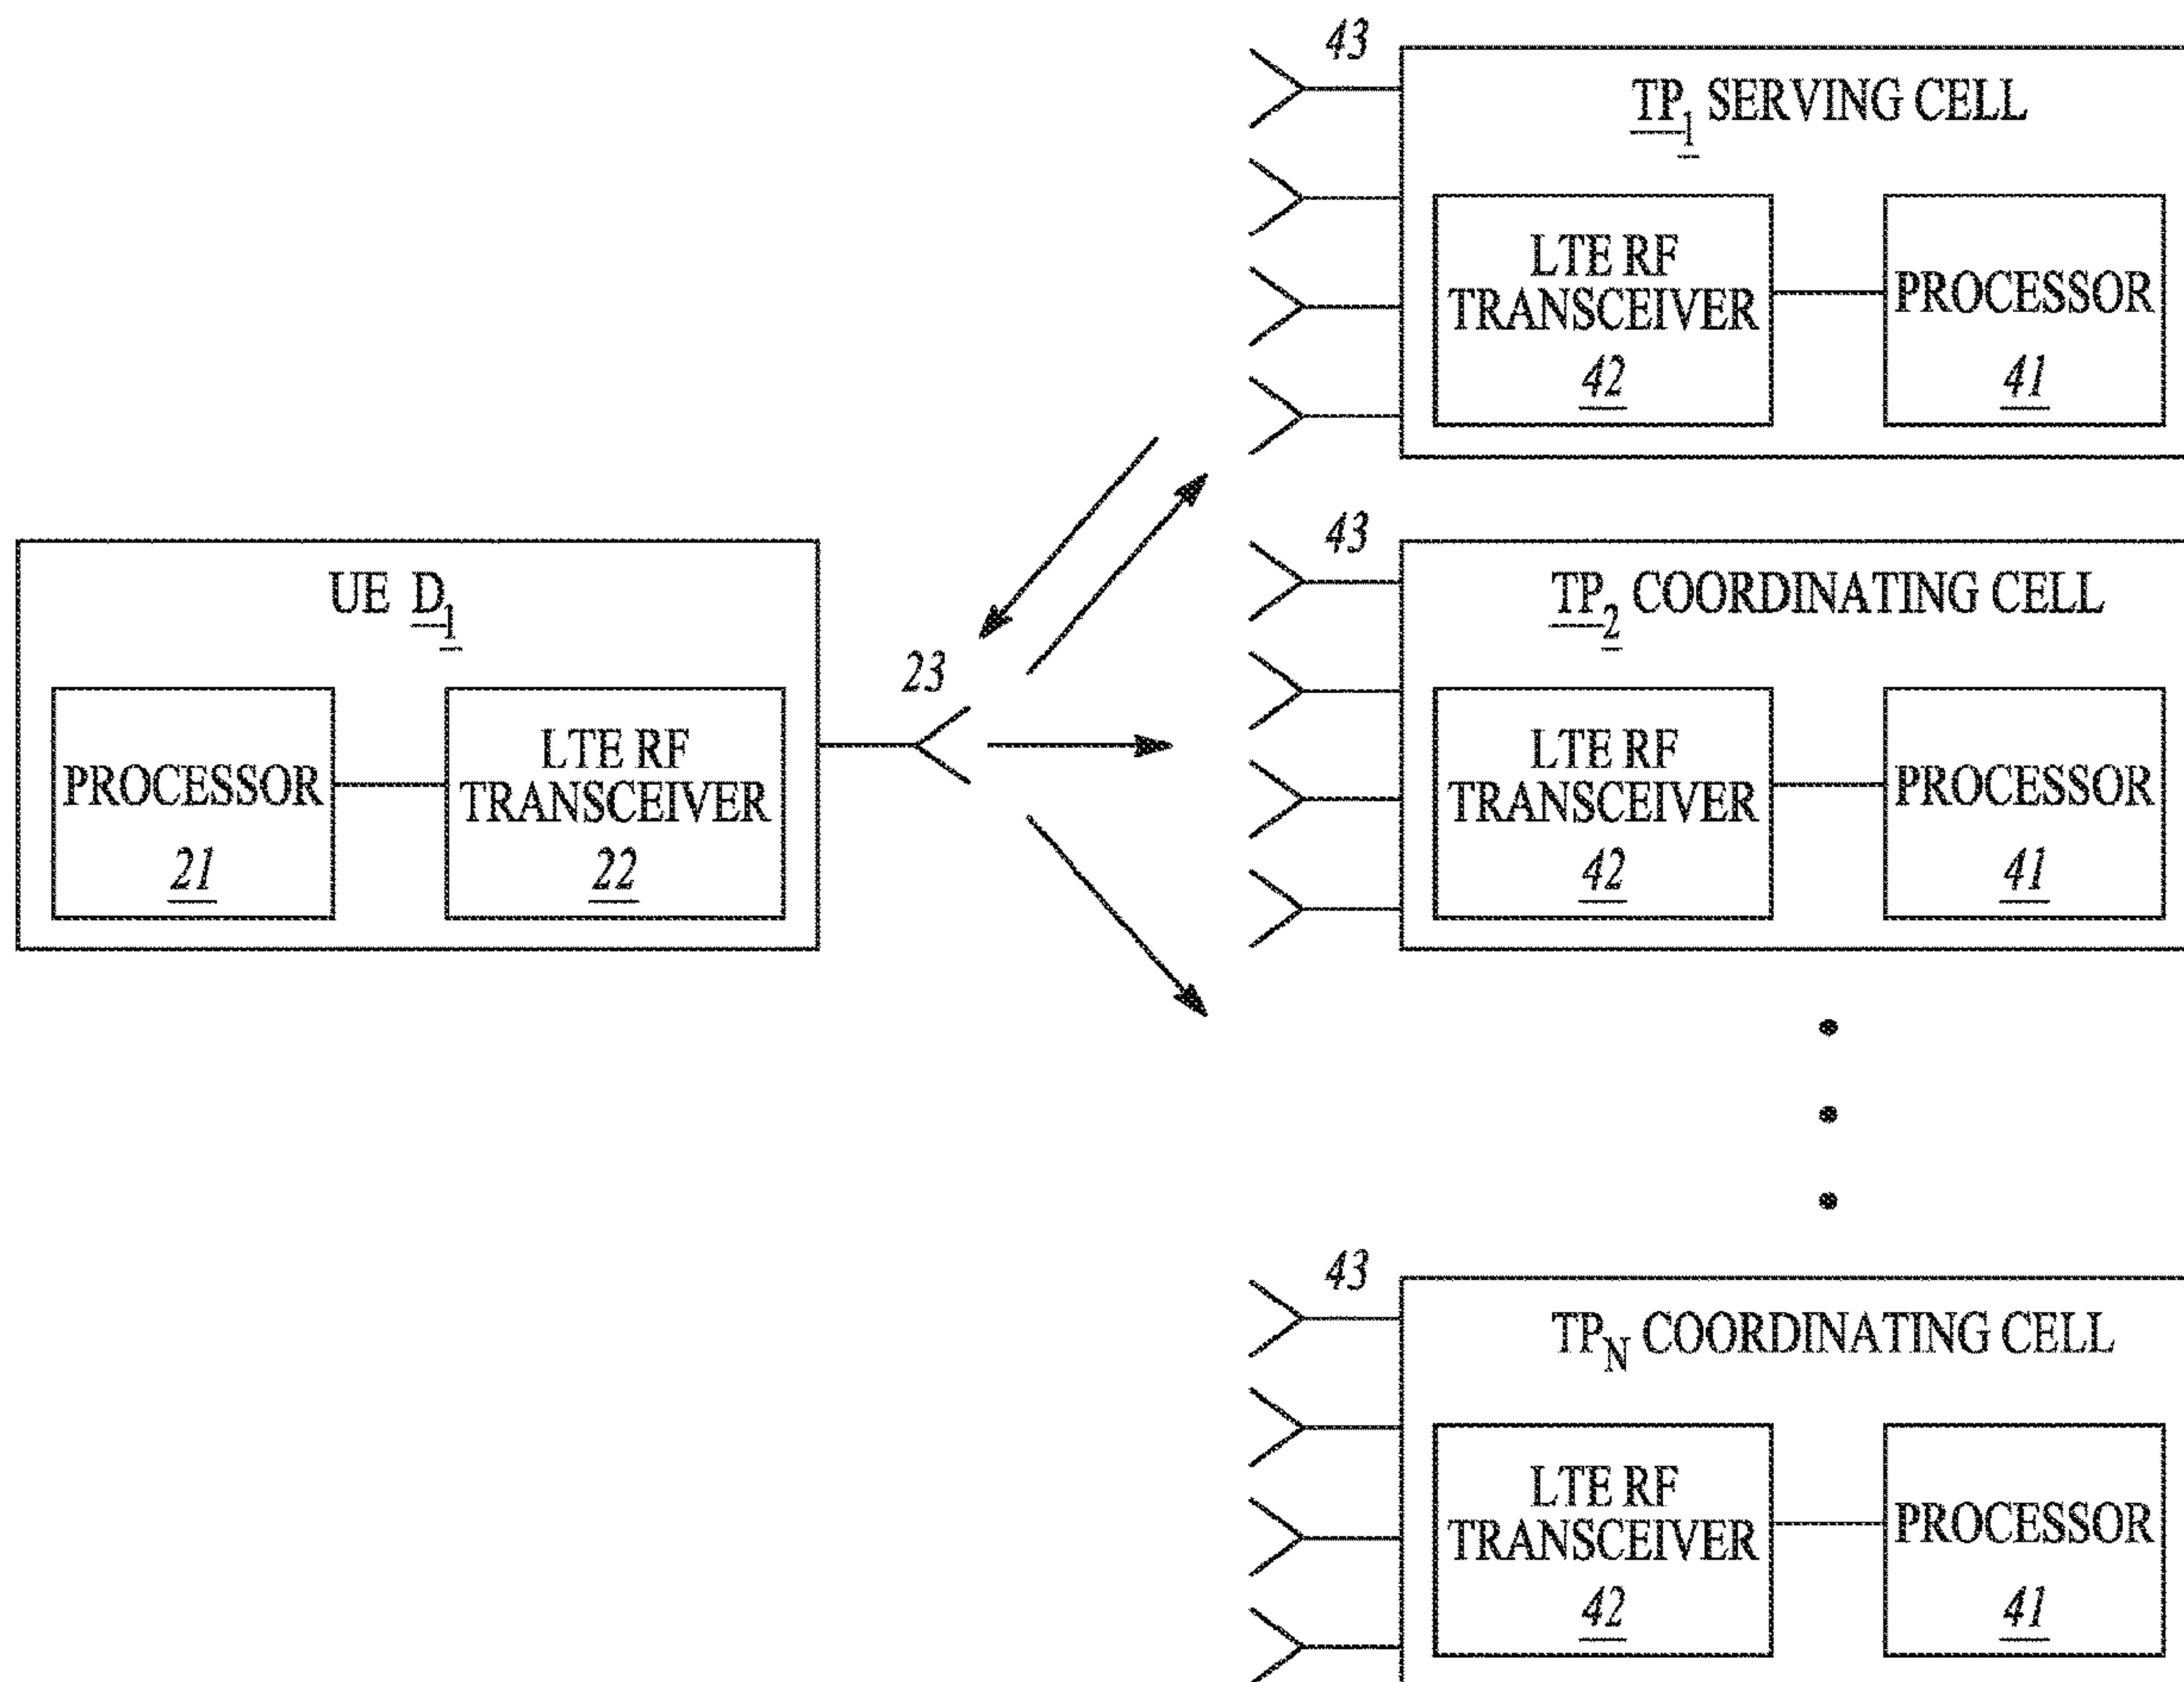 43
TP1 SERVING CELL
LTE RF
TRANSCEIVER
42
PROCESSOR
41
UE D1
PROCESSOR
21
LTE RF
TRANSCEIVER
22
23
43
TP2 COORDINATING CELL
LTE RF
TRANSCEIVER
42
PROCESSOR
41
43
TPN COORDINATING CELL
LTE RF
TRANSCEIVER
42
PROCESSOR
41